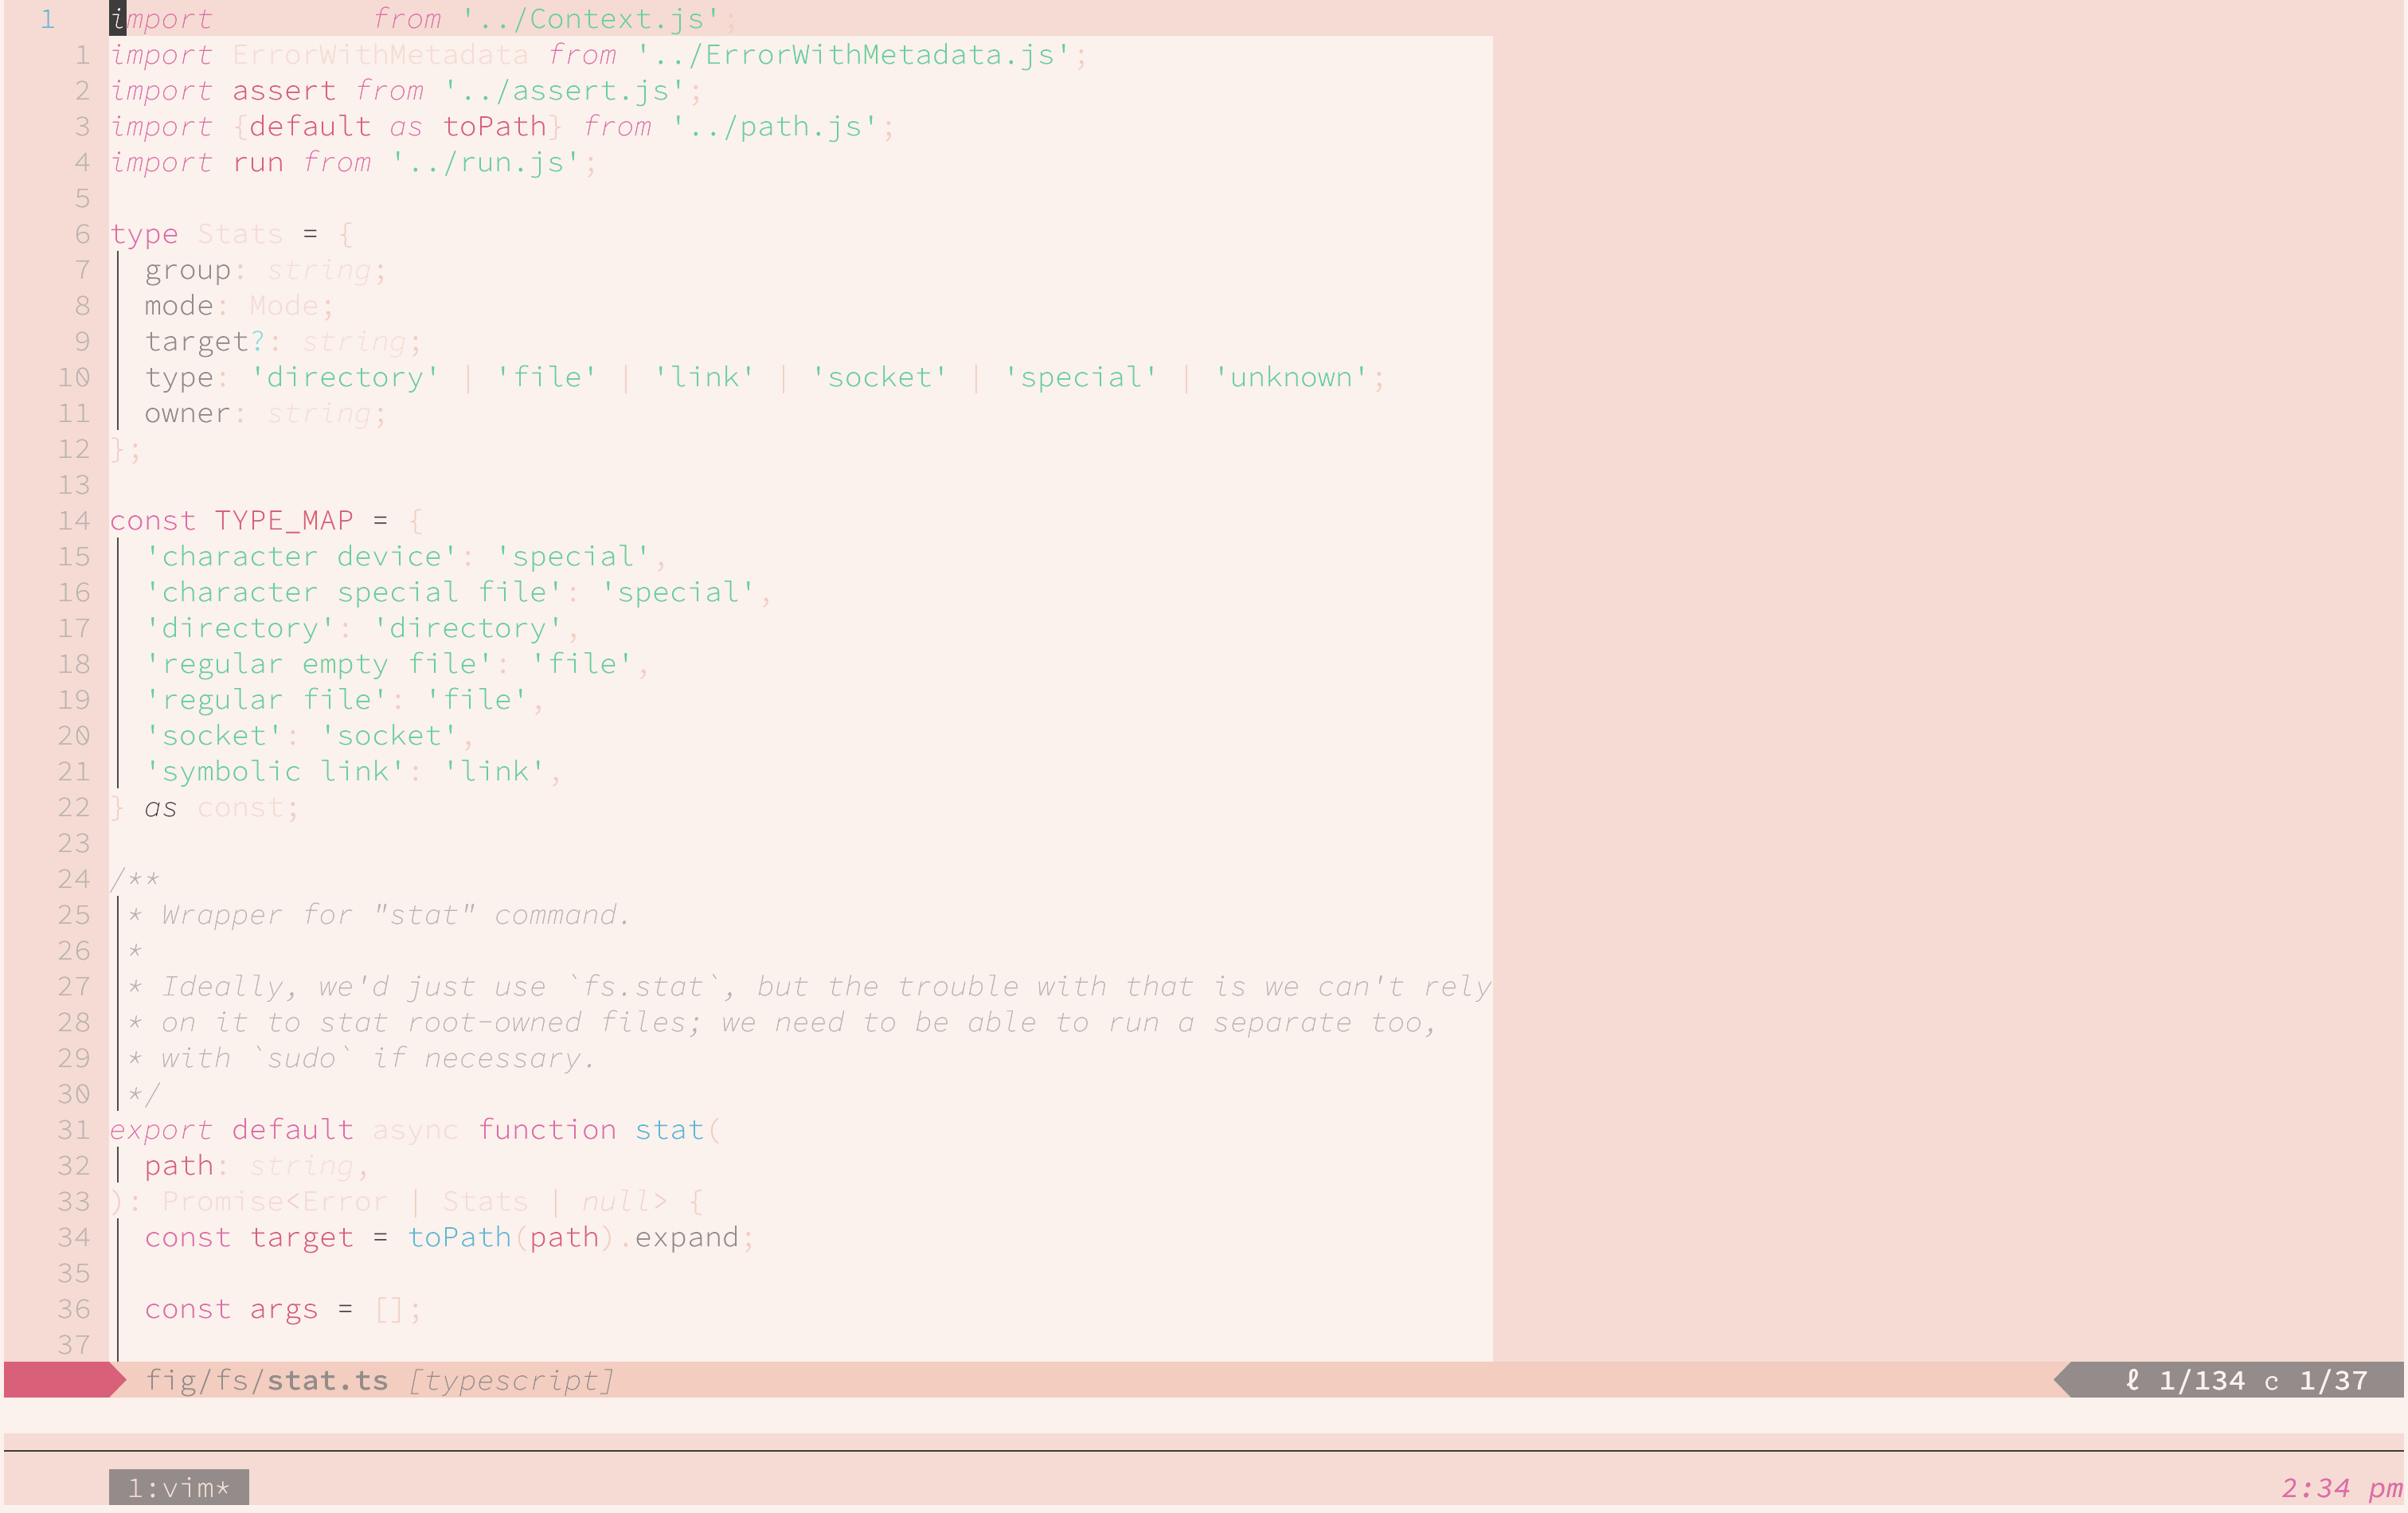 1 import from '../Context.js';
1 import ErrorWithMetadata from '../ErrorWithMetadata.js';
2 import assert from '../assert.js';
3 import {default as toPath} from '../path.js';
4 import run from '../run.js';
5
6 type Stats = {
7 group: string;
8 mode: Mode;
9 target?: string;
10 type: 'directory' | 'file' | 'link' | 'socket' | 'special' | 'unknown';
11 owner: string;
12 };
13
14 const TYPE_MAP = {
15 'character device': 'special',
16 'character special file': 'special',
17 'directory': 'directory',
18 'regular empty file': 'file',
19 'regular file': 'file',
20 'socket': 'socket',
21 'symbolic link': 'link',
22 } as const;
23
24 /**
25 * Wrapper for "stat" command.
26 *
27 * Ideally, we'd just use `fs.stat`, but the trouble with that is we can't rely
28 * on it to stat root-owned files; we need to be able to run a separate too,
29 * with `sudo` if necessary.
30 */
31 export default async function stat(
32 path: string,
33 ): Promise<Error | Stats | null> {
34 const target = toPath(path).expand;
35
36 const args = [];
37
fig/fs/stat.ts [typescript] ℓ 1/134 c 1/37
1:vim* 2:34 pm